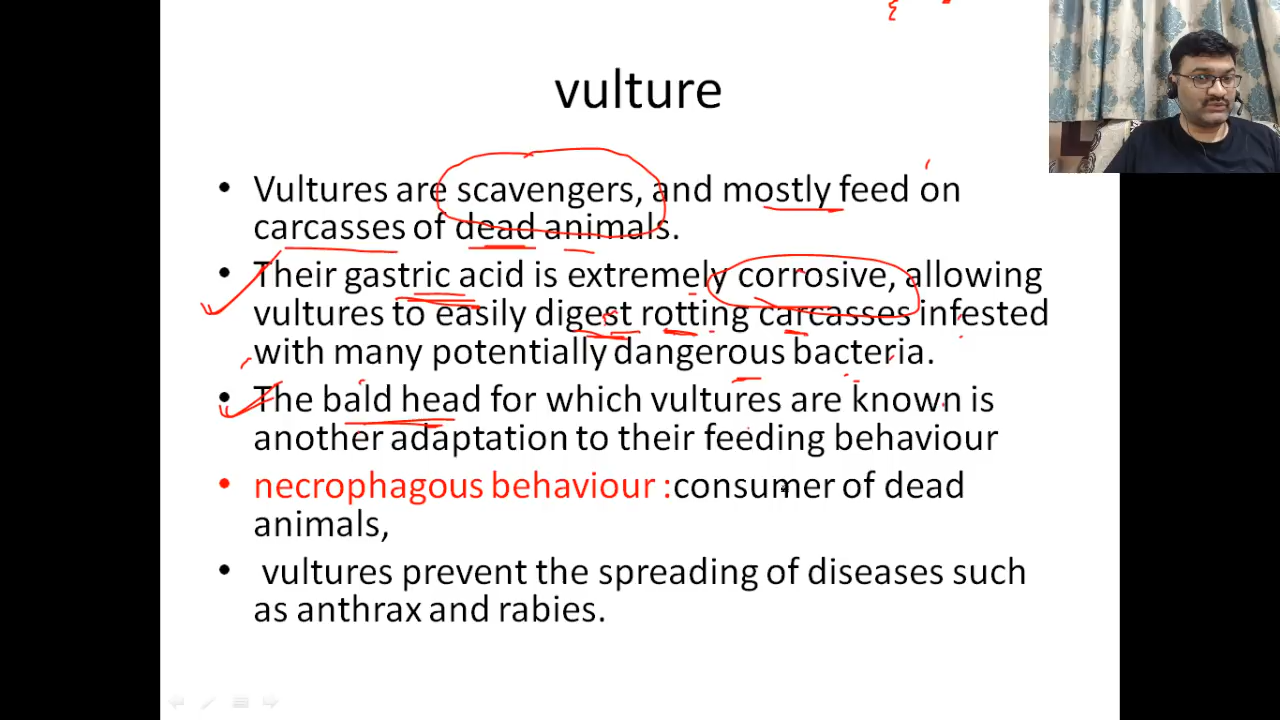 vulture
• Vultures are scavengers, and mostly feed on
carcasses of dead animals.
• Their gastric acid is extremely corrosive, allowing
vultures to easily digest rotting carcasses infested
with many potentially dangerous bacteria.
• The bald head for which vultures are known is
another adaptation to their feeding behaviour
• necrophagous behaviour :consumer of dead
animals,
• vultures prevent the spreading of diseases such
as anthrax and rabies.